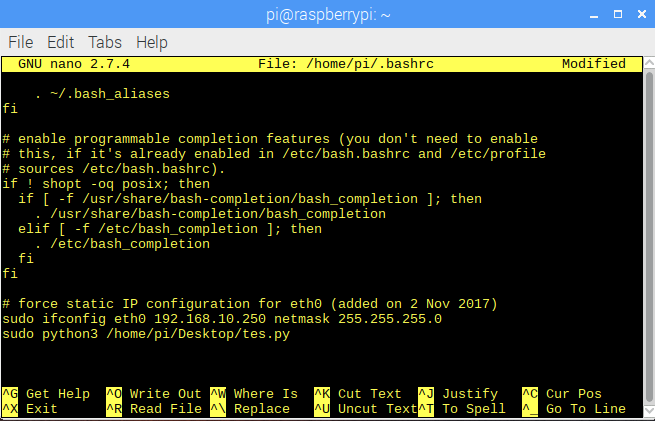 pi@raspberrypi: ~
File Edit Tabs Help
GNU nano 2.7.4 File: /home/pi/.bashrc Modified
. ~/.bash_aliases
fi
# enable programmable completion features (you don't need to enable
# this, if it's already enabled in /etc/bash.bashrc and /etc/profile
# sources /etc/bash.bashrc).
if ! shopt -oq posix; then
if [ -f /usr/share/bash-completion/bash_completion ]; then
. /usr/share/bash-completion/bash_completion
elif [ -f /etc/bash_completion ]; then
. /etc/bash_completion
fi
fi
# force static IP configuration for eth0 (added on 2 Nov 2017)
sudo ifconfig eth0 192.168.10.250 netmask 255.255.255.0
sudo python3 /home/pi/Desktop/tes.py
^G Get Help ^O Write Out ^W Where Is ^K Cut Text ^J Justify ^C Cur Pos
^X Exit ^R Read File ^\ Replace ^U Uncut Text ^T To Spell ^_ Go To Line